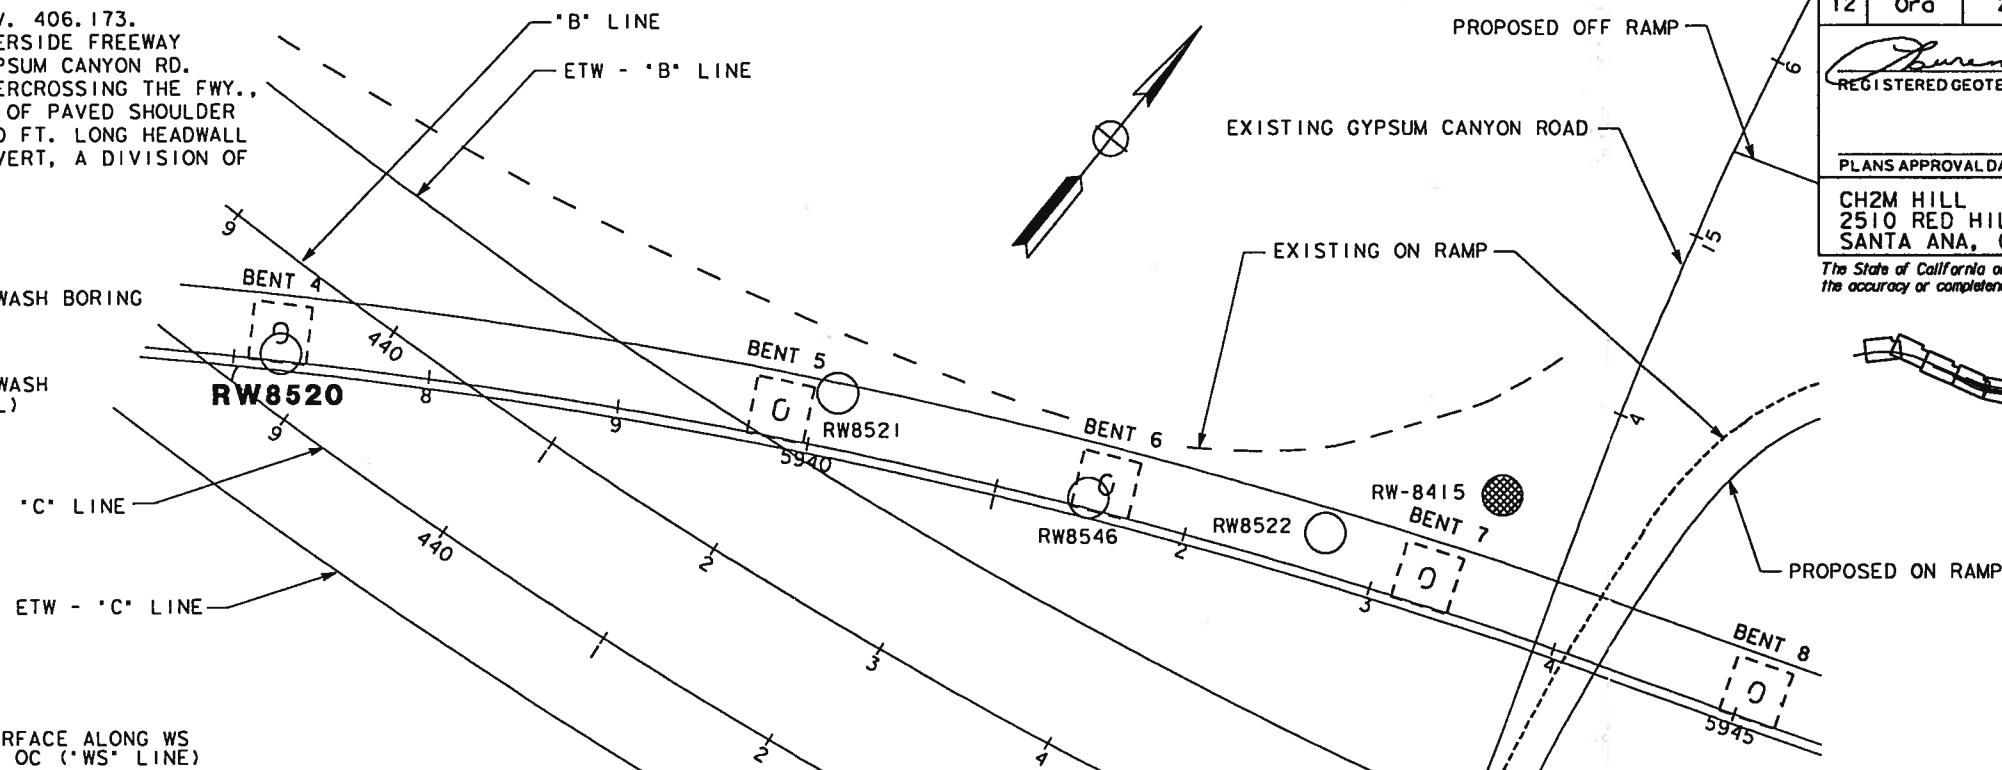 406.173.
ERSIDE FREEWAY
PSUM CANYON RD.
ERCROSSING THE FWY.,
OF PAVED SHOULDER
FT. LONG HEADWALL
VERT, A DIVISION OF
"B" LINE
ETW - "B" LINE
PROPOSED OFF RAMP
EXISTING GYPSUM CANYON ROAD
EXISTING ON RAMP
12 Ora
REGISTERED GEOTE
PLANS APPROVAL DA
CH2M HILL
2510 RED HIL
SANTA ANA,
The State of California or
the accuracy or completen
6
15
4
9
BENT 4
WASH BORING
440
WASH
L)
RW8520
7
8
9
BENT 5
RW8521
5940
BENT 6
RW8546
RW-8415
RW8522
BENT 7
9
"C" LINE
440
1
2
3
4
2
3
4
PROPOSED ON RAMP
ETW - "C" LINE
1
2
BENT 8
5945
RFACE ALONG WS
OC ("WS" LINE)